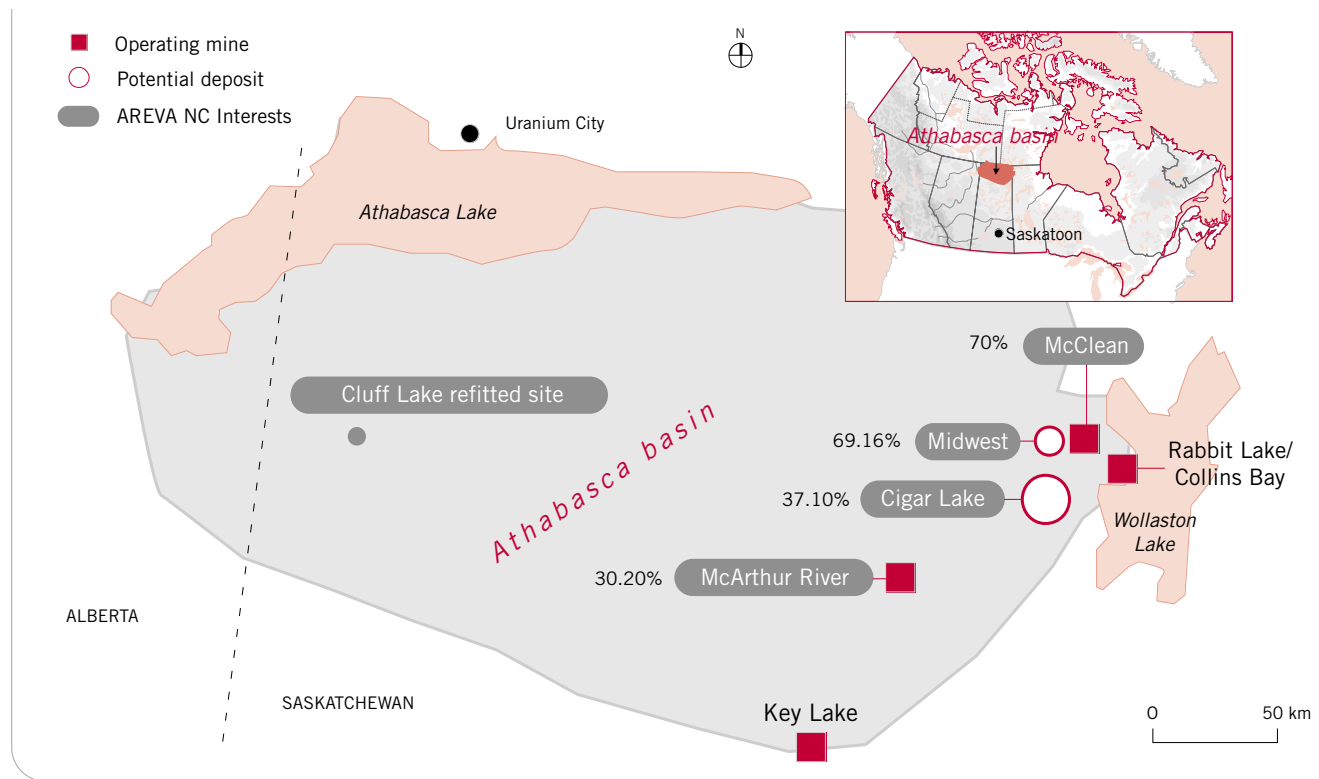 Operating mine
Potential deposit
AREVA NC Interests
N
Uranium City
Athabasca Lake
Athabasca basin
Saskatoon
70%
McClean
Cluff Lake refitted site
69.16%
Midwest
Rabbit Lake/
Collins Bay
37.10%
Cigar Lake
Wollaston
Lake
Athabasca basin
30.20%
McArthur River
ALBERTA
SASKATCHEWAN
Key Lake
0
50 km